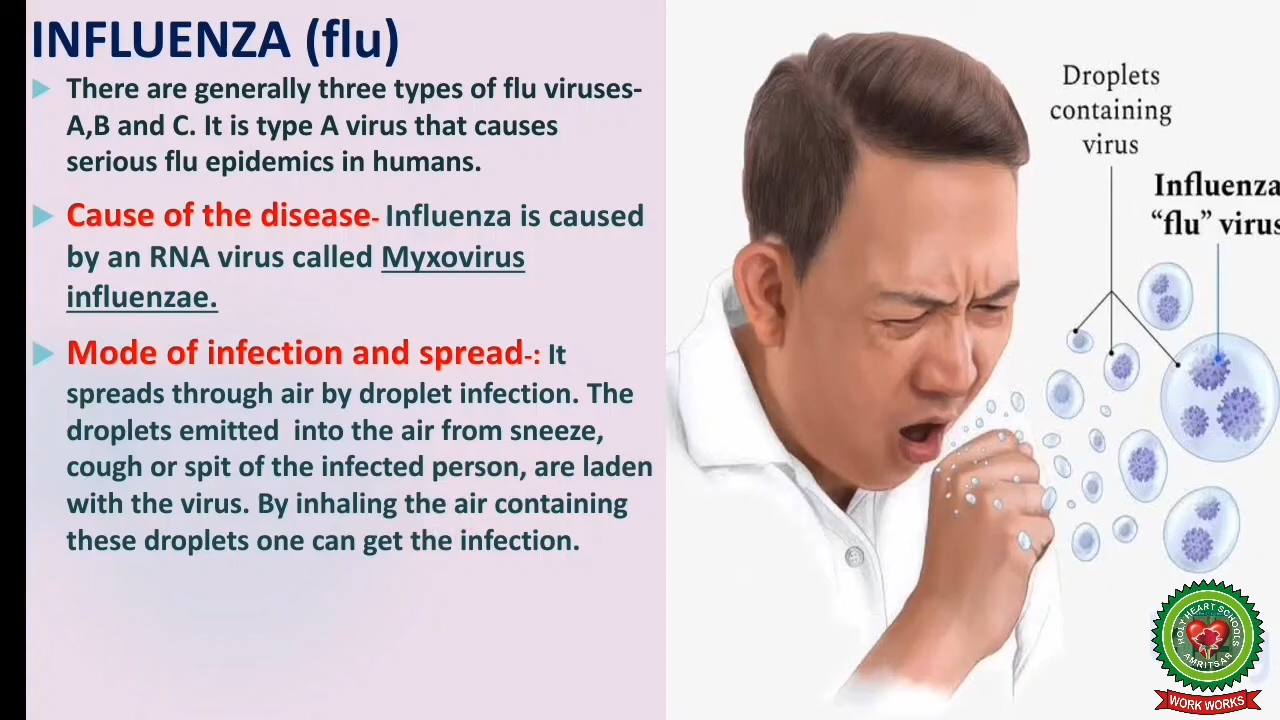 INFLUENZA (flu)
There are generally three types of flu viruses-
A,B and C. It is type A virus that causes
serious flu epidemics in humans.
Cause of the disease- Influenza is caused
by an RNA virus called Myxovirus
influenzae.
Mode of infection and spread-: It
spreads through air by droplet infection. The
droplets emitted into the air from sneeze,
cough or spit of the infected person, are laden
with the virus. By inhaling the air containing
these droplets one can get the infection.
Droplets
containing
virus
Influenza
“flu” virus
HOLY HEART SCHOOLS
AMRITSAR
WORK WORKS